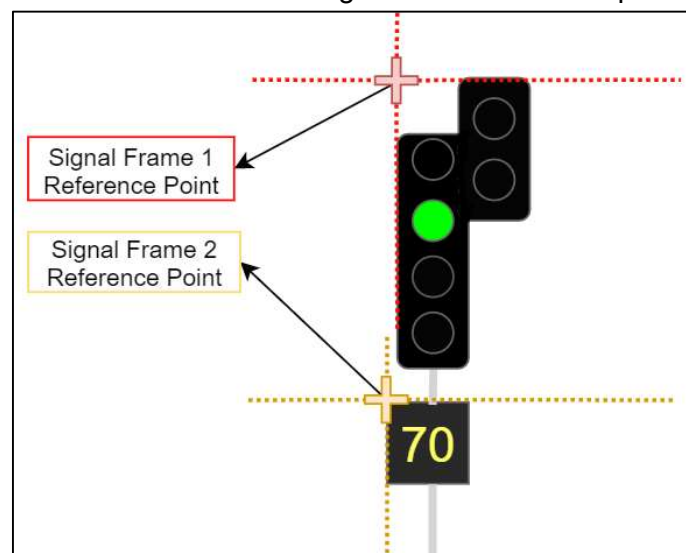 Signal Frame 1
Reference Point
Signal Frame 2
Reference Point
70